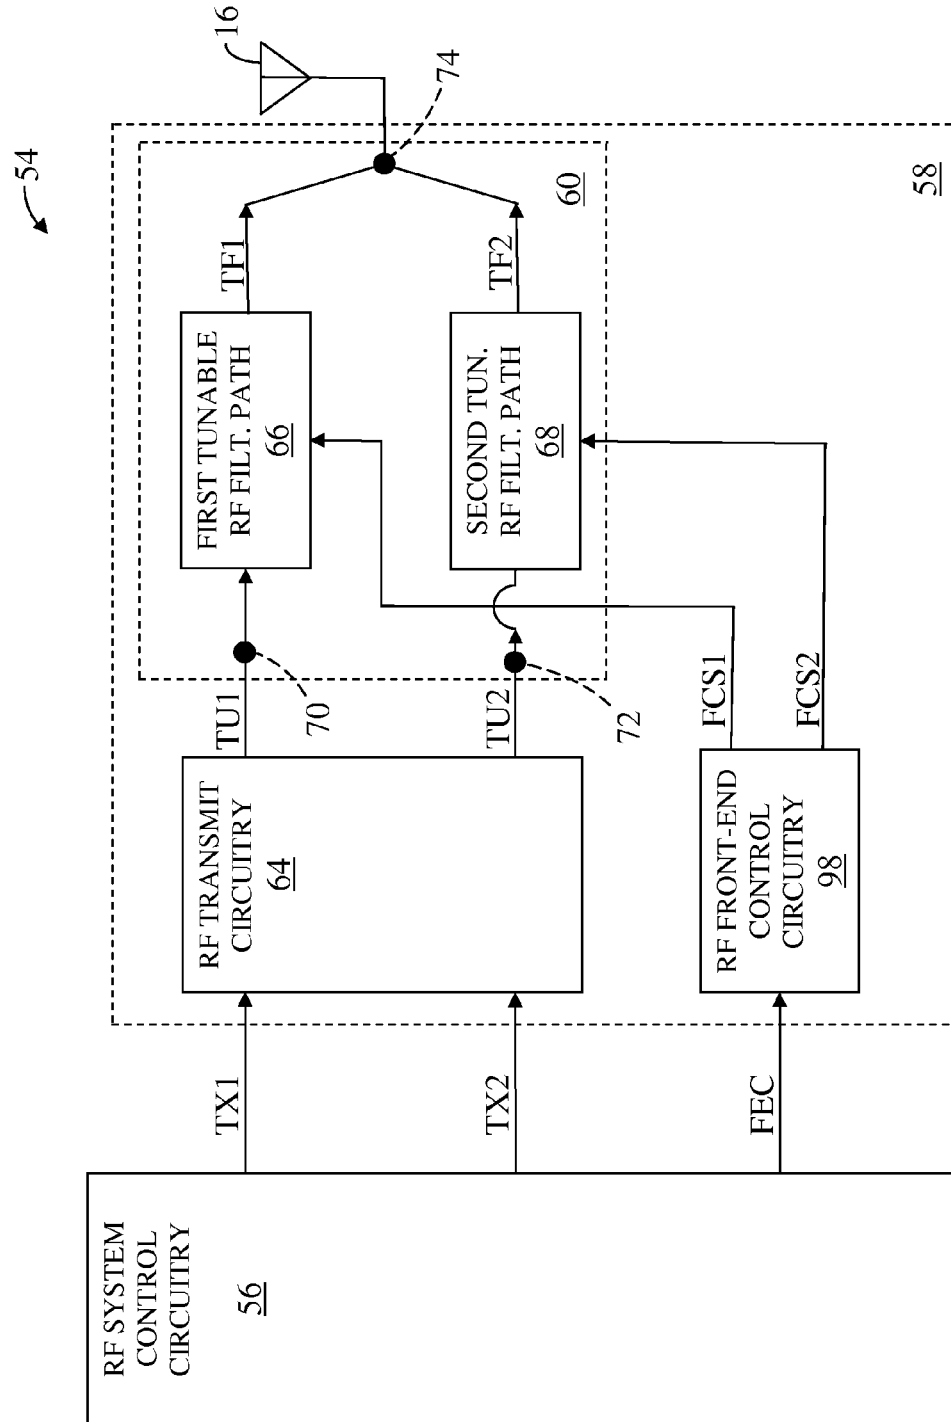 54
16
74
RF SYSTEM
CONTROL
CIRCUITRY
56
TX1
TX2
FEC
RF TRANSMIT
CIRCUITRY
64
TU1
70
TU2
72
FIRST TUNABLE
RF FILT. PATH
66
TF1
SECOND TUN.
RF FILT. PATH
68
TF2
60
RF FRONT-END
CONTROL
CIRCUITRY
98
FCS1
FCS2
58